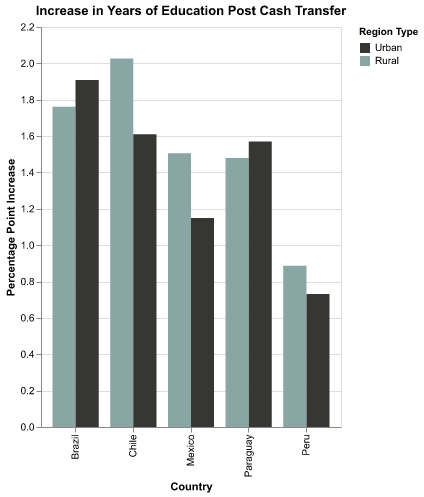 Increase in Years of Education Post Cash Transfer
Region Type
Urban
Rural
Percentage Point Increase
2.2
2.0
1.8
1.6
1.4
1.2
1.0
0.8
0.6
0.4
0.2
0.0
Brazil
Chile
Mexico
Paraguay
Peru
Country